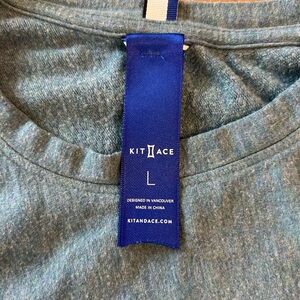 KIT ACE
L
DESIGNED IN VANCOUVER
MADE IN CHINA
KITANDACE.COM